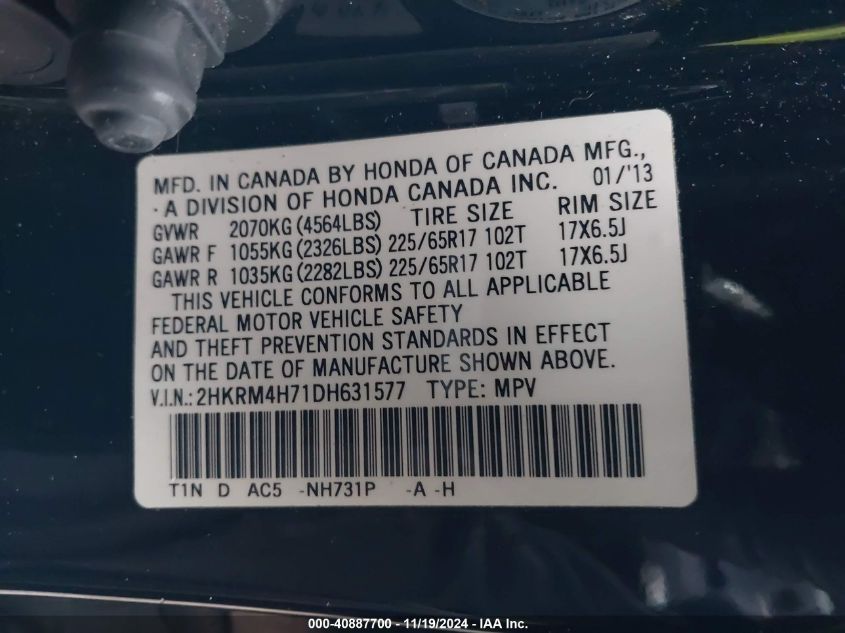 MFD. IN CANADA BY HONDA OF CANADA MFG.,
A DIVISION OF HONDA CANADA INC. 01/'13
GVWR 2070KG (4564LBS) TIRE SIZE RIM SIZE
GAWR F 1055KG (2326LBS) 225/65R17 102T 17X6.5J
GAWR R 1035KG (2282LBS) 225/65R17 102T 17X6.5J
THIS VEHICLE CONFORMS TO ALL APPLICABLE
FEDERAL MOTOR VEHICLE SAFETY
AND THEFT PREVENTION STANDARDS IN EFFECT
ON THE DATE OF MANUFACTURE SHOWN ABOVE.
V.I.N.: 2HKRM4H71DH631577 TYPE: MPV
T1N D AC5 -NH731P -A -H
000-40887700 - 11/19/2024 - IAA Inc.